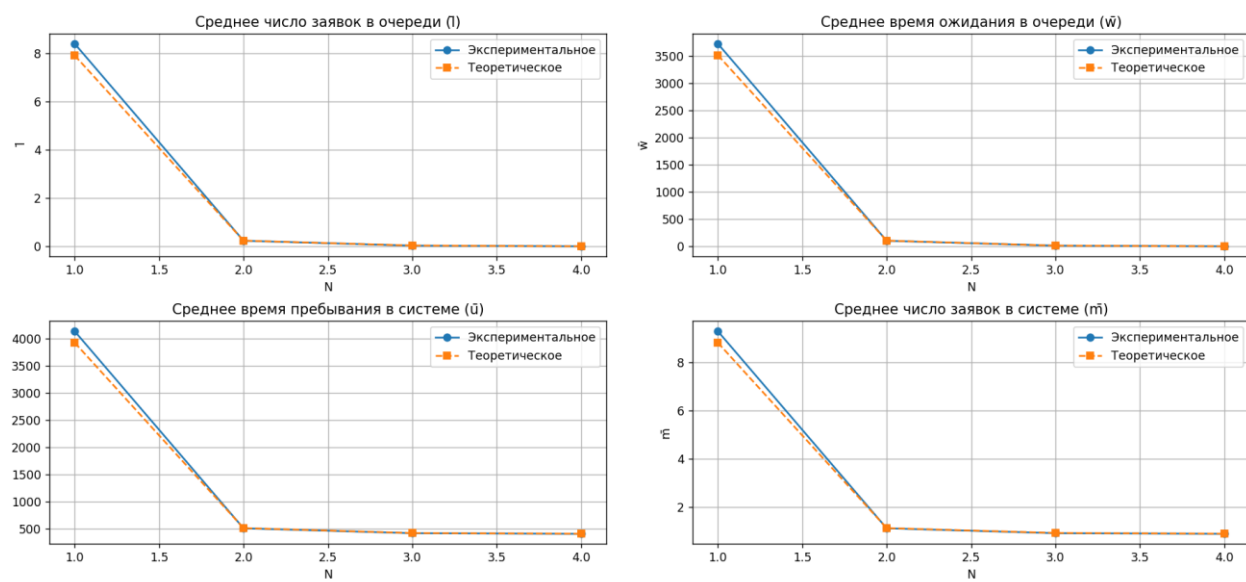 Среднее число заявок в очереди (l̄)
8
6
4
2
0
l̄
Экспериментальное
Теоретическое
1.0 1.5 2.0 2.5 3.0 3.5 4.0
N
Среднее время ожидания в очереди (w̄)
3500
3000
2500
2000
1500
1000
500
0
w̄
Экспериментальное
Теоретическое
1.0 1.5 2.0 2.5 3.0 3.5 4.0
N
Среднее время пребывания в системе (ū)
4000
3500
3000
2500
2000
1500
1000
500
Экспериментальное
Теоретическое
1.0 1.5 2.0 2.5 3.0 3.5 4.0
N
Среднее число заявок в системе (m̄)
8
6
4
2
m̄
Экспериментальное
Теоретическое
1.0 1.5 2.0 2.5 3.0 3.5 4.0
N